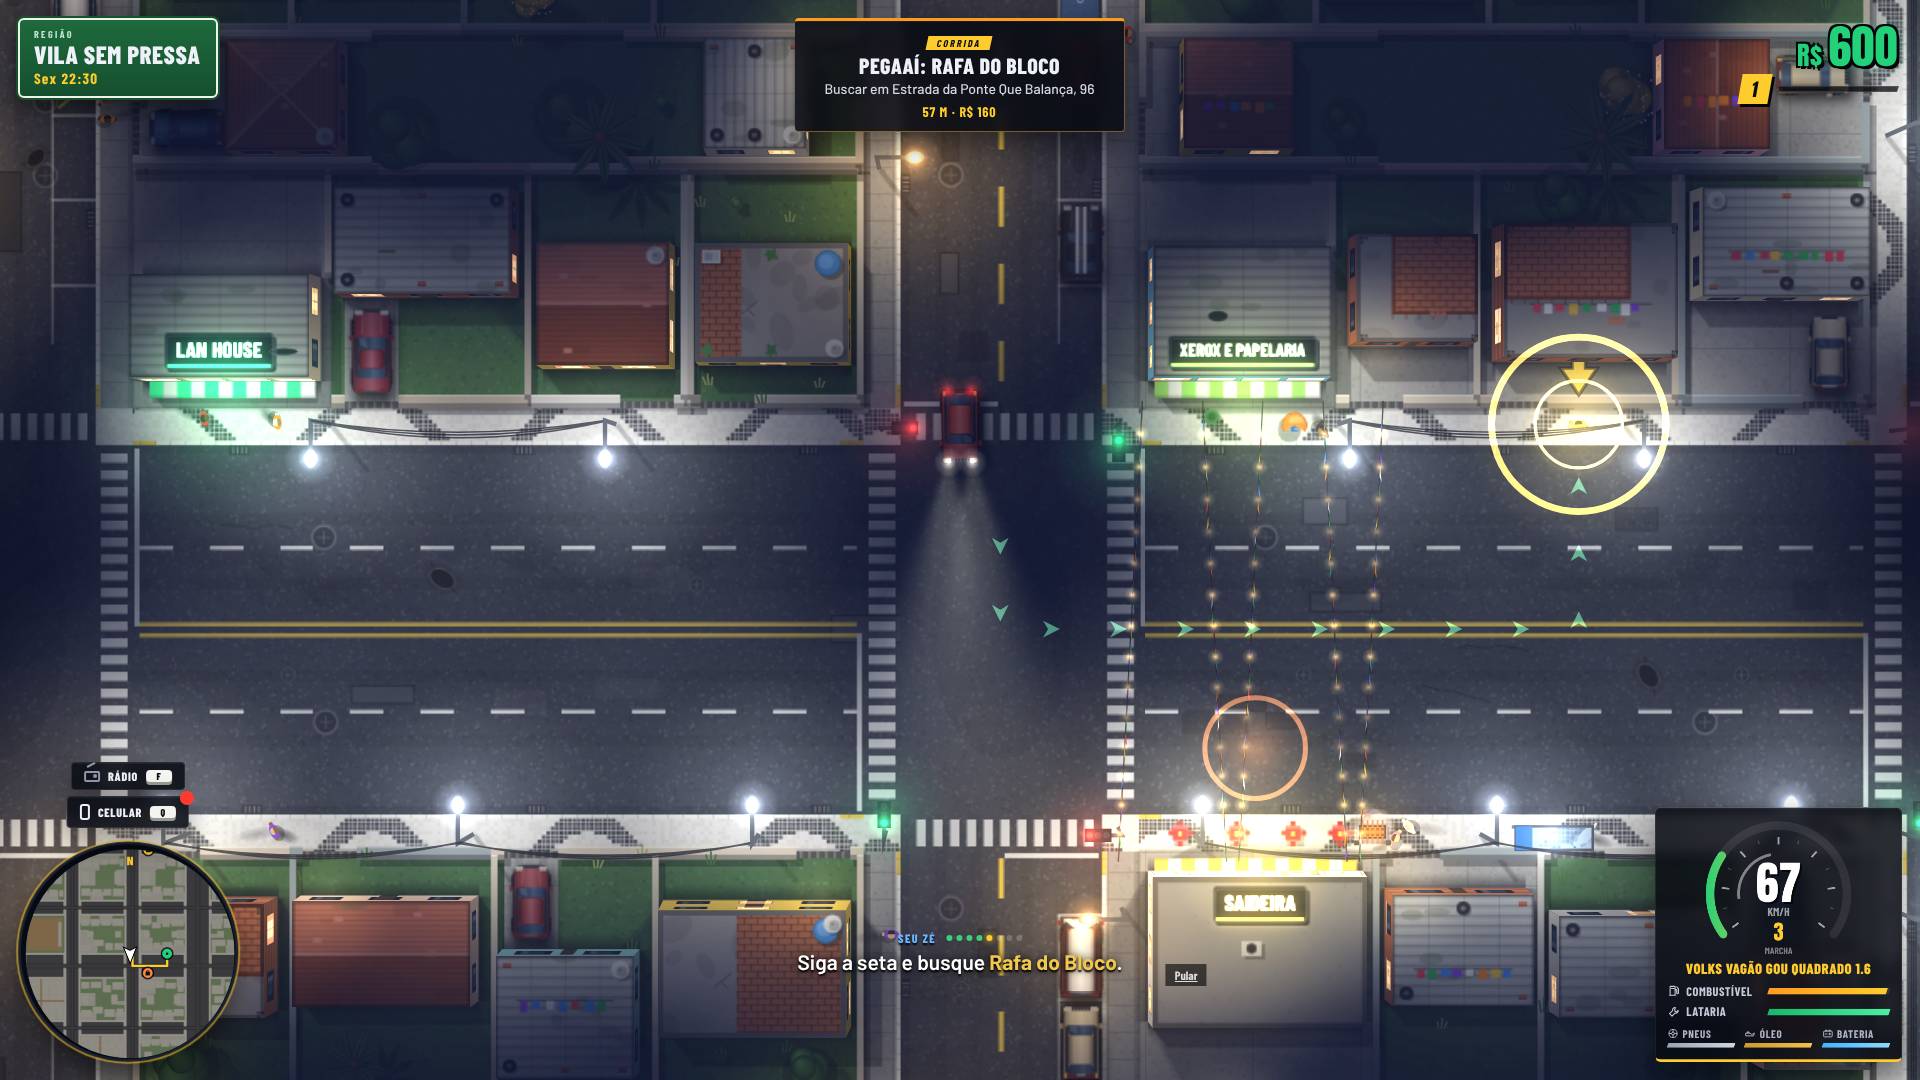 REGIÃO
VILA SEM PRESSA
Sex 22:30
CORRIDA
PEGAAÍ: RAFA DO BLOCO
Buscar em Estrada da Ponte Que Balança, 96
57 M · R$ 160
R$ 600
1
LAN HOUSE
XEROX E PAPELARIA
RÁDIO F
CELULAR Q
N
SAIDEIRA
SEU ZÉ
Siga a seta e busque Rafa do Bloco.
Pular
67
KM/H
3
MARCHA
VOLKS VAGÃO GOU QUADRADO 1.6
COMBUSTÍVEL
LATARIA
PNEUS
ÓLEO
BATERIA